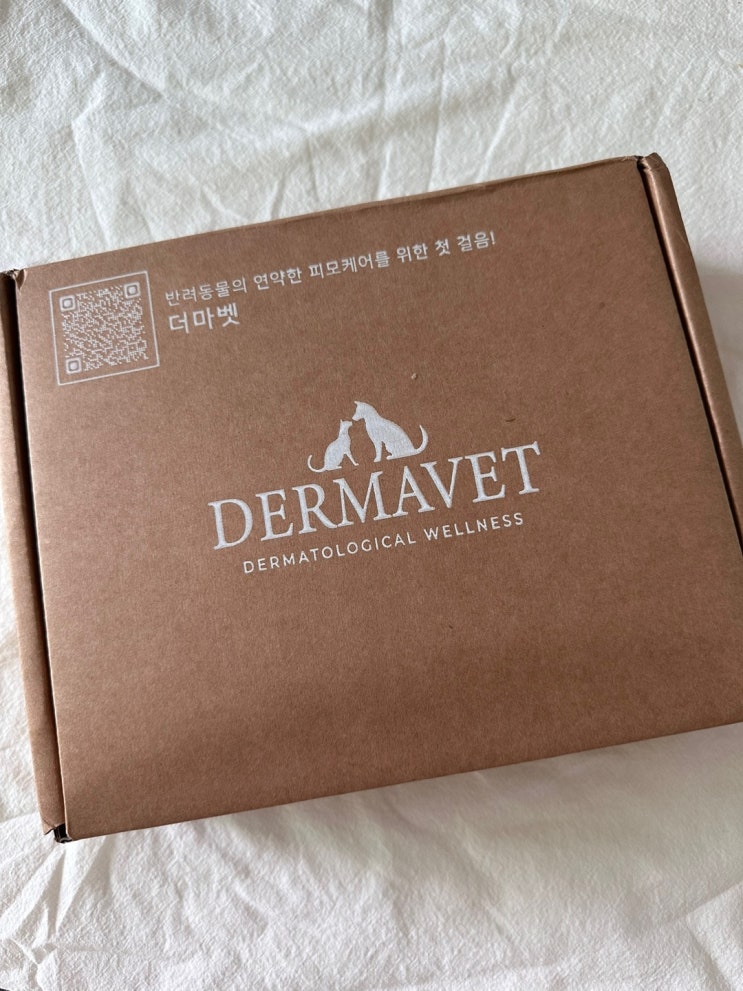 반려동물의 연약한 피모케어를 위한 첫 걸음!
더마벳
DERMAVET
DERMATOLOGICAL WELLNESS